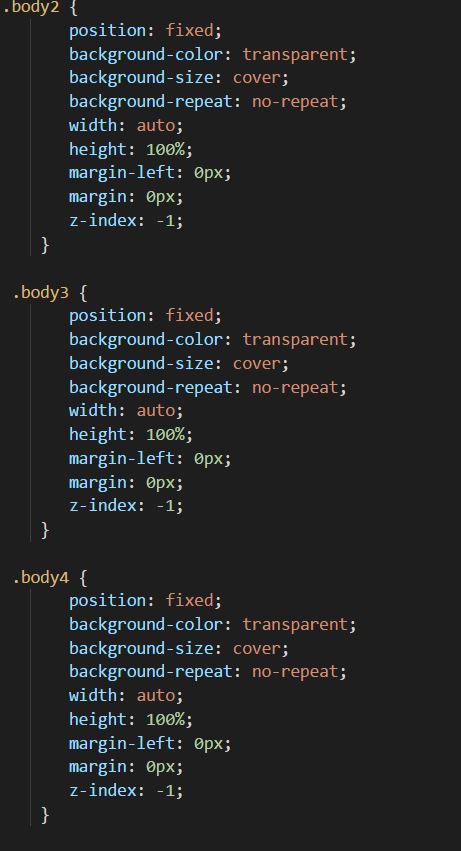 .body2 {
position: fixed;
background-color: transparent;
background-size: cover;
background-repeat: no-repeat;
width: auto;
height: 100%;
margin-left: 0px;
margin: 0px;
z-index: -1;
}
.body3 {
position: fixed;
background-color: transparent;
background-size: cover;
background-repeat: no-repeat;
width: auto;
height: 100%;
margin-left: 0px;
margin: 0px;
z-index: -1;
}
.body4 {
position: fixed;
background-color: transparent;
background-size: cover;
background-repeat: no-repeat;
width: auto;
height: 100%;
margin-left: 0px;
margin: 0px;
z-index: -1;
}